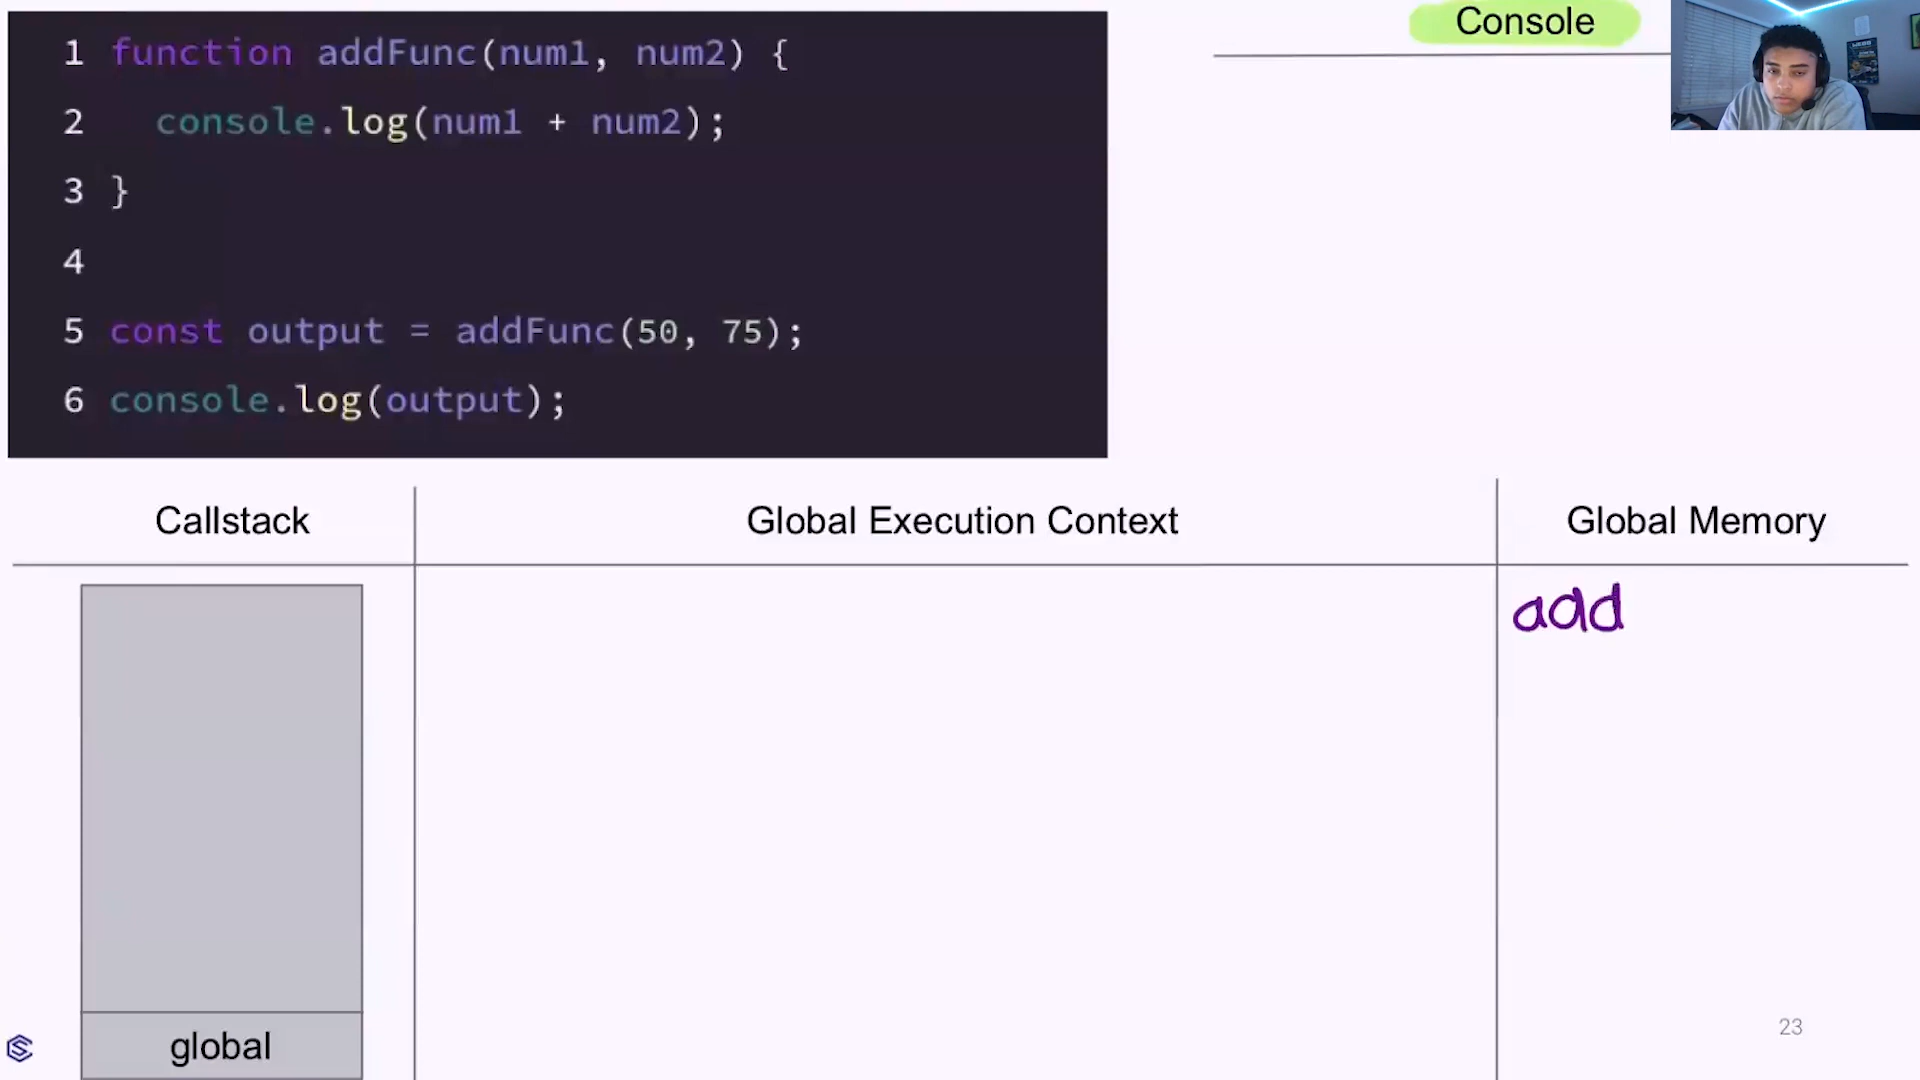 1 function addFunc(num1, num2) {
2   console.log(num1 + num2);
3 }
4
5 const output = addFunc(50, 75);
6 console.log(output);
Console
Callstack
Global Execution Context
Global Memory
add
global
23